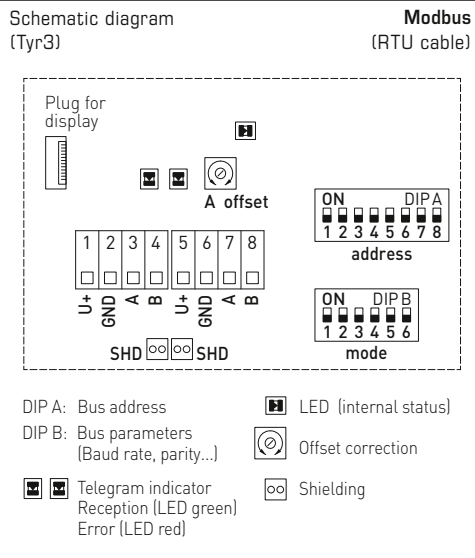 Schematic diagram
(Tyr3)
Modbus
(RTU cable)
Plug for
display
A offset
ON DIP A
1 2 3 4 5 6 7 8
address
1 2 3 4 5 6 7 8
U+ GND A B U+ GND A B
ON DIP B
1 2 3 4 5 6
mode
SHD SHD
DIP A: Bus address
DIP B: Bus parameters
(Baud rate, parity...)
Telegram indicator
Reception (LED green)
Error (LED red)
LED (internal status)
Offset correction
Shielding